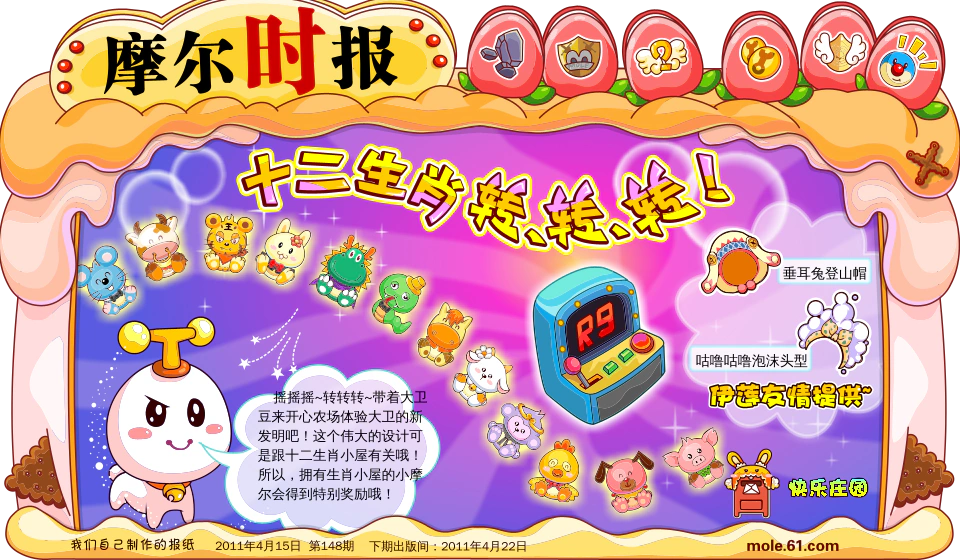 摩尔时报
十二生肖转、转、转！
垂耳兔登山帽
R9
咕噜咕噜泡沫头型
伊莲友情提供~
摇摇摇~转转转~带着大卫
豆来开心农场体验大卫的新
发明吧！这个伟大的设计可
是跟十二生肖小屋有关哦！
所以，拥有生肖小屋的小摩
尔会得到特别奖励哦！
快乐庄园
我们自己制作的报纸 2011年4月15日 第148期 下期出版间：2011年4月22日 mole.61.com